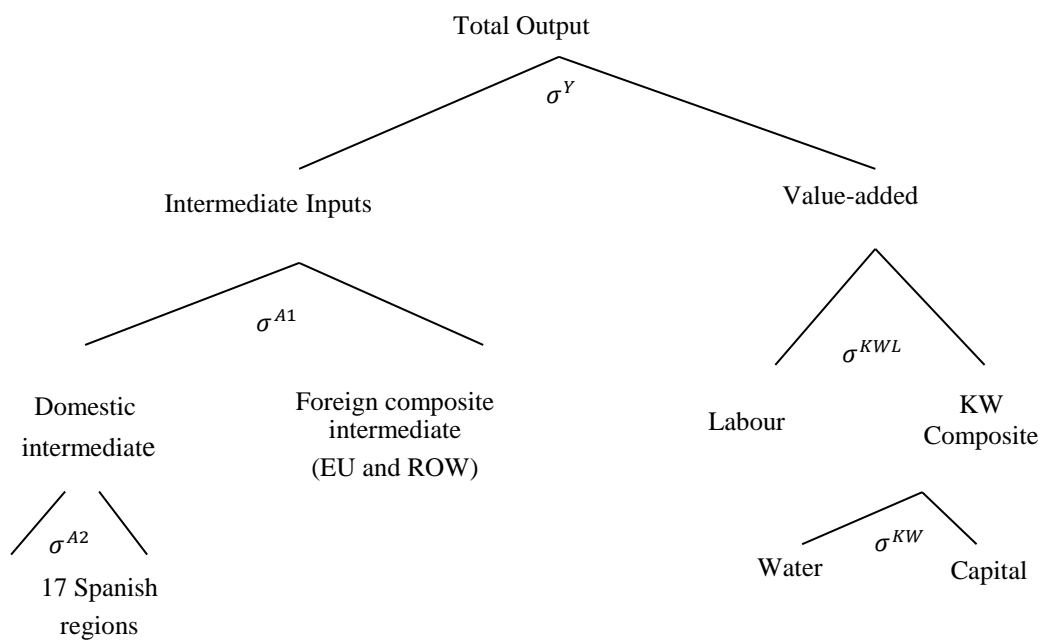 Total Output
σ^Y
Intermediate Inputs
Value-added
σ^{A1}
σ^{KWL}
Domestic
intermediate
Foreign composite
intermediate
(EU and ROW)
Labour
KW
Composite
σ^{A2}
σ^{KW}
17 Spanish
regions
Water
Capital